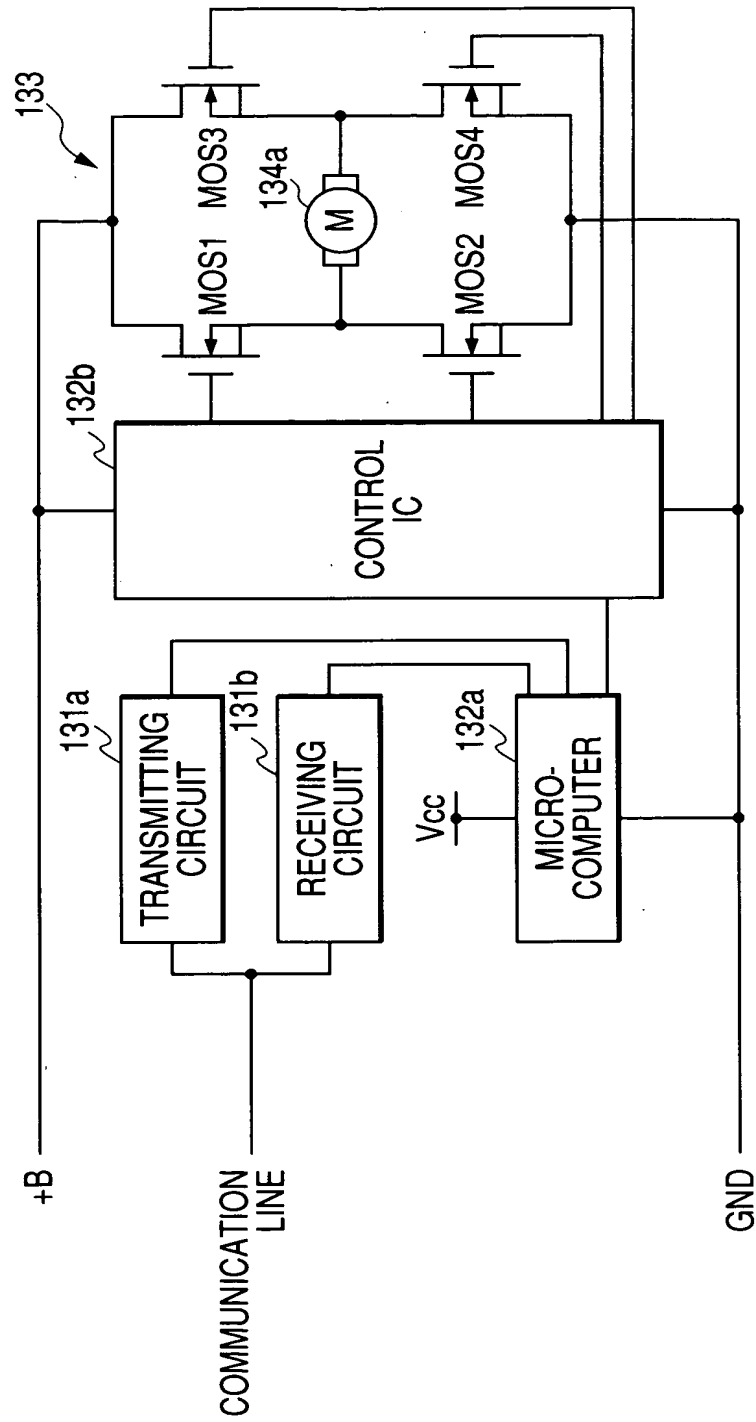 +B
COMMUNICATION
LINE
GND
131a
TRANSMITTING
CIRCUIT
131b
RECEIVING
CIRCUIT
Vcc
132a
MICRO-
COMPUTER
132b
CONTROL
IC
133
MOS1
MOS3
134a
M
MOS2
MOS4